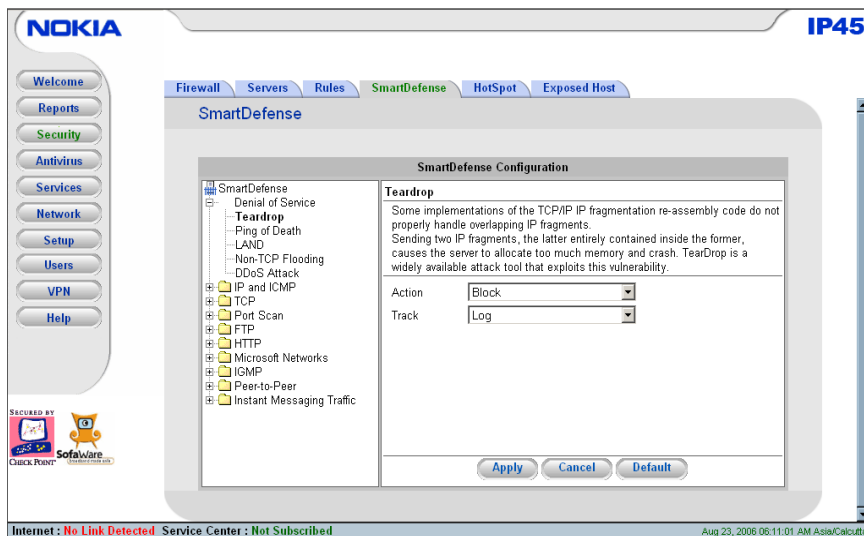 NOKIA
IP45
Welcome
Reports
Security
Antivirus
Services
Network
Setup
Users
VPN
Help
Firewall Servers Rules SmartDefense HotSpot Exposed Host
SmartDefense
SmartDefense Configuration
SmartDefense
Denial of Service
Teardrop
Ping of Death
LAND
Non-TCP Flooding
DDoS Attack
IP and ICMP
TCP
Port Scan
FTP
HTTP
Microsoft Networks
IGMP
Peer-to-Peer
Instant Messaging Traffic
Teardrop
Some implementations of the TCP/IP IP fragmentation re-assembly code do not
properly handle overlapping IP fragments.
Sending two IP fragments, the latter entirely contained inside the former,
causes the server to allocate too much memory and crash. TearDrop is a
widely available attack tool that exploits this vulnerability.
Action Block
Track Log
Apply Cancel Default
SECURED BY
CHECK POINT
SofaWare
Internet : No Link Detected Service Center : Not Subscribed
Aug 23, 2006 06:11:01 AM Asia/Calcutt